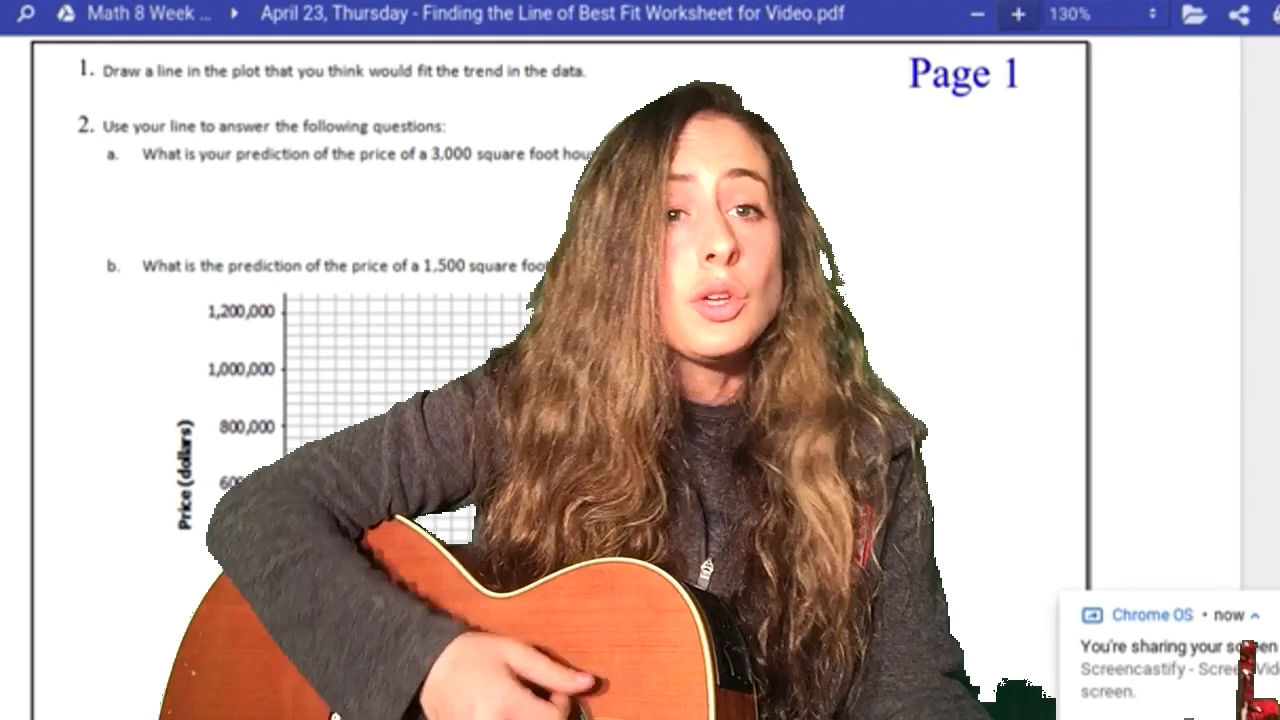 Math 8 Week ... April 23, Thursday - Finding the Line of Best Fit Worksheet for Video.pdf 130%
Page 1
1. Draw a line in the plot that you think would fit the trend in the data.
2. Use your line to answer the following questions:
a. What is your prediction of the price of a 3,000 square foot
b. What is the prediction of the price of a 1,500 square
1,200,000
1,000,000
800,000
Price (dollars)
Chrome OS • now
You're sharing your
Screencastify -
screen.